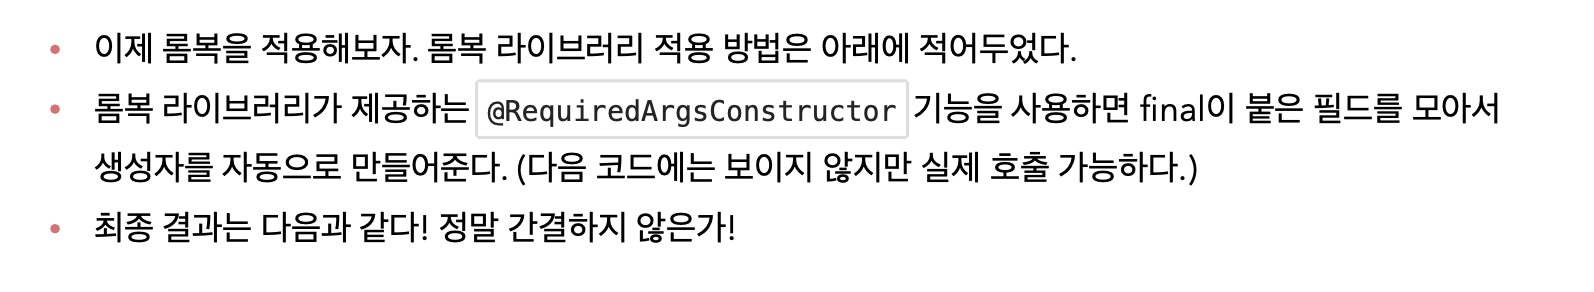 • 이제 롬복을 적용해보자. 롬복 라이브러리 적용 방법은 아래에 적어두었다.
• 롬복 라이브러리가 제공하는 @RequiredArgsConstructor 기능을 사용하면 final이 붙은 필드를 모아서
생성자를 자동으로 만들어준다. (다음 코드에는 보이지 않지만 실제 호출 가능하다.)
• 최종 결과는 다음과 같다! 정말 간결하지 않은가!